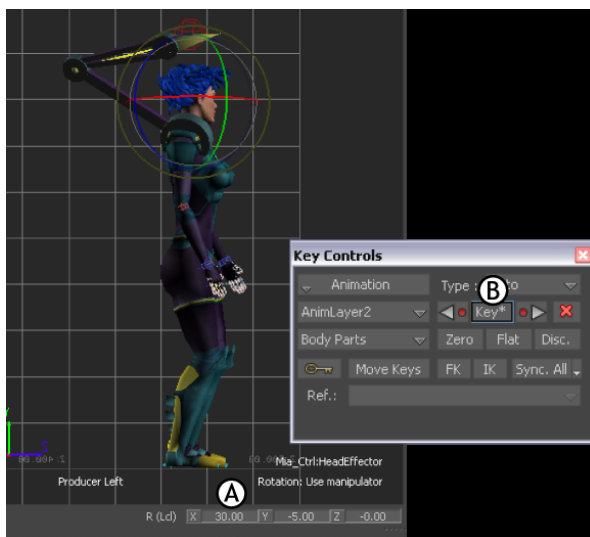 Key Controls
Animation
Type :
AnimLayer2
Key*
Body Parts
Zero Flat Disc.
Move Keys FK IK Sync. All
Ref.:
B
Y
Z
Mia_Ctrl:HeadEffector
Producer Left
Rotation: Use manipulator
A
R (Lcl) X 30.00 Y -5.00 Z -0.00